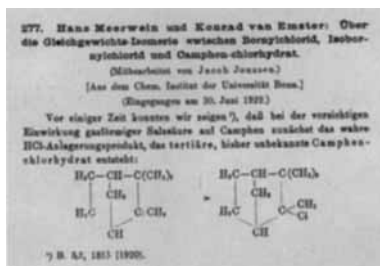 277. Hans Meerwein und Konrad van Emster: Über
die Gleichgewichts-Isomerie zwischen Bornylchlorid, Isobor-
nylchlorid und Camphen-chlorhydrat.
(Mitbearbeitet von Jacob Janssen.)
[Aus dem Chem. Institut der Universität Bonn.]
(Eingegangen am 30. Juni 1922.)
Vor einiger Zeit konnten wir zeigen¹), daß bei der vorsichtigen
Einwirkung gasförmiger Salzsäure auf Camphen zunächst das wahre
HCl-Anlagerungsprodukt, das tertiäre, bisher unbekannte Camphen-
chlorhydrat entsteht:
H₂C—CH—C(CH₃)₂ H₂C—CH—C(CH₃)₂
CH₂ CH₂
H₂C C:CH₂ H₂C C CH₃ Cl
CH CH
¹) B. 53, 1815 [1920].